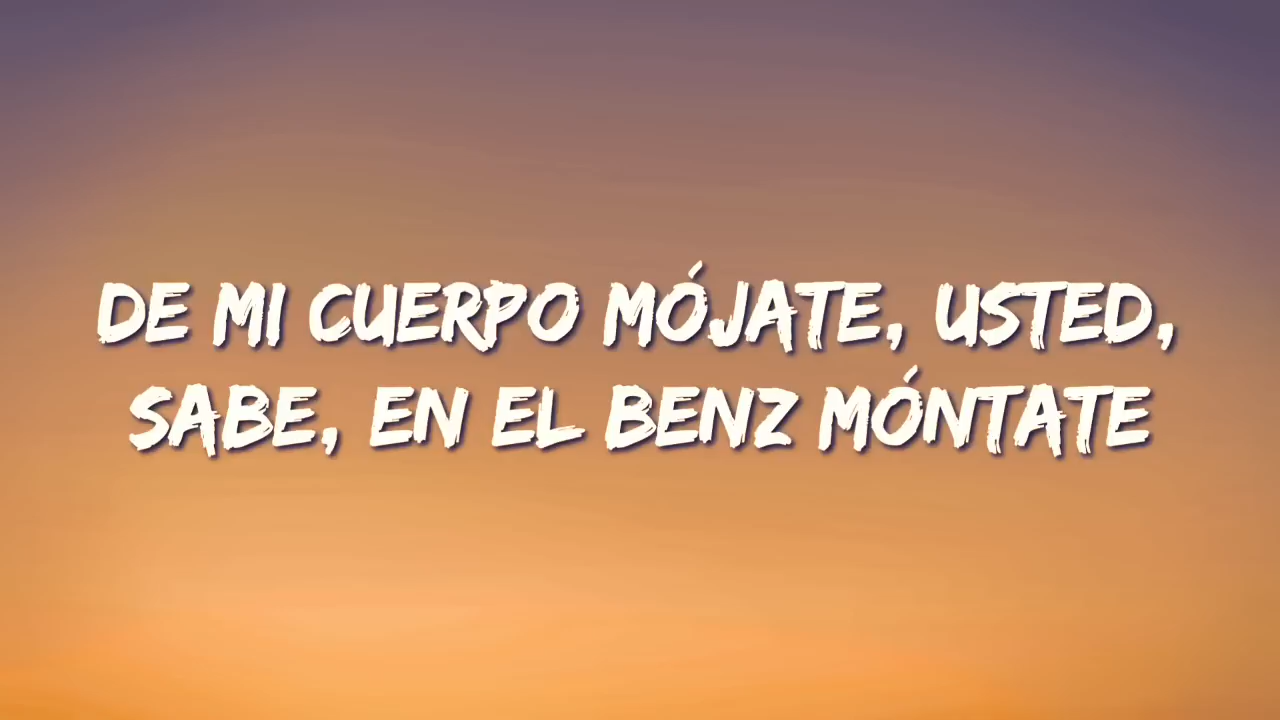 DE MI CUERPO MÓJATE, USTED,
SABE, EN EL BENZ MÓNTATE